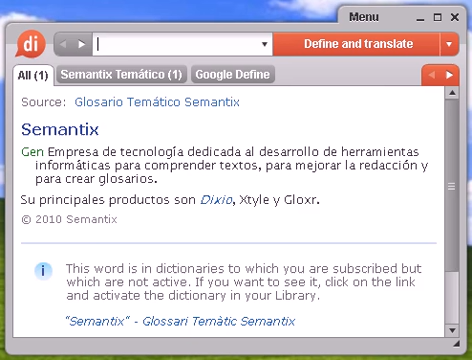 Menu
di
Define and translate
All (1)
Semantix Temático (1)
Google Define
Source: Glosario Temático Semantix
Semantix
Gen Empresa de tecnología dedicada al desarrollo de herramientas
informáticas para comprender textos, para mejorar la redacción y
para crear glosarios.
Su principales productos son Dixio, Xtyle y Gloxr.
© 2010 Semantix
i
This word is in dictionaries to which you are subscribed but
which are not active. If you want to see it, click on the link
and activate the dictionary in your Library.
"Semantix" - Glossari Temàtic Semantix